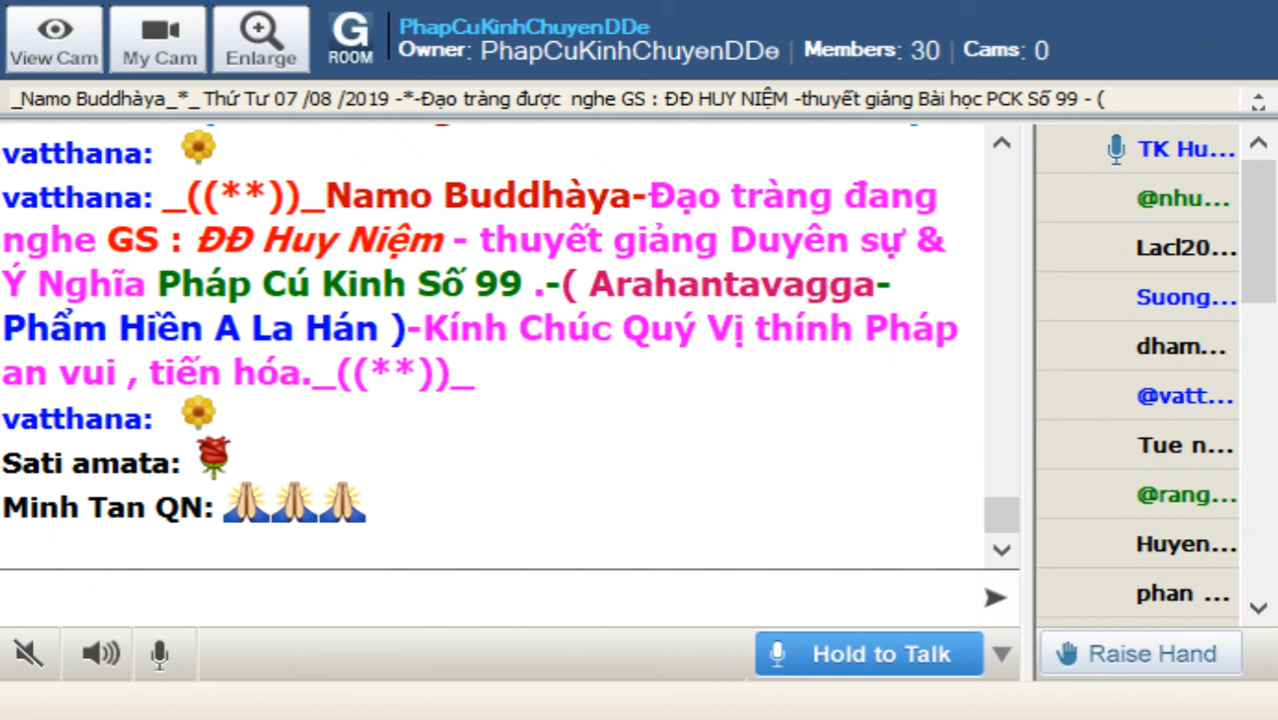 View Cam
My Cam
Enlarge
G
ROOM
PhapCuKinhChuyenDDe
Owner: PhapCuKinhChuyenDDe | Members: 30 | Cams: 0
_Namo Buddhàya_*_ Thứ Tư 07 /08 /2019 -*-Đạo tràng được nghe GS : ĐĐ HUY NIỆM -thuyết giảng Bài học PCK Số 99 - (
vatthana:
vatthana: _((**))_Namo Buddhàya-Đạo tràng đang
nghe GS : ĐĐ Huy Niệm - thuyết giảng Duyên sự &
Ý Nghĩa Pháp Cú Kinh Số 99 .-( Arahantavagga-
Phẩm Hiền A La Hán )-Kính Chúc Quý Vị thính Pháp
an vui , tiến hóa._((**))_
vatthana:
Sati amata:
Minh Tan QN:
TK Hu...
@nhu...
Lacl20...
Suong...
dham...
@vatt...
Tue n...
@rang...
Huyen...
phan ...
Hold to Talk
Raise Hand